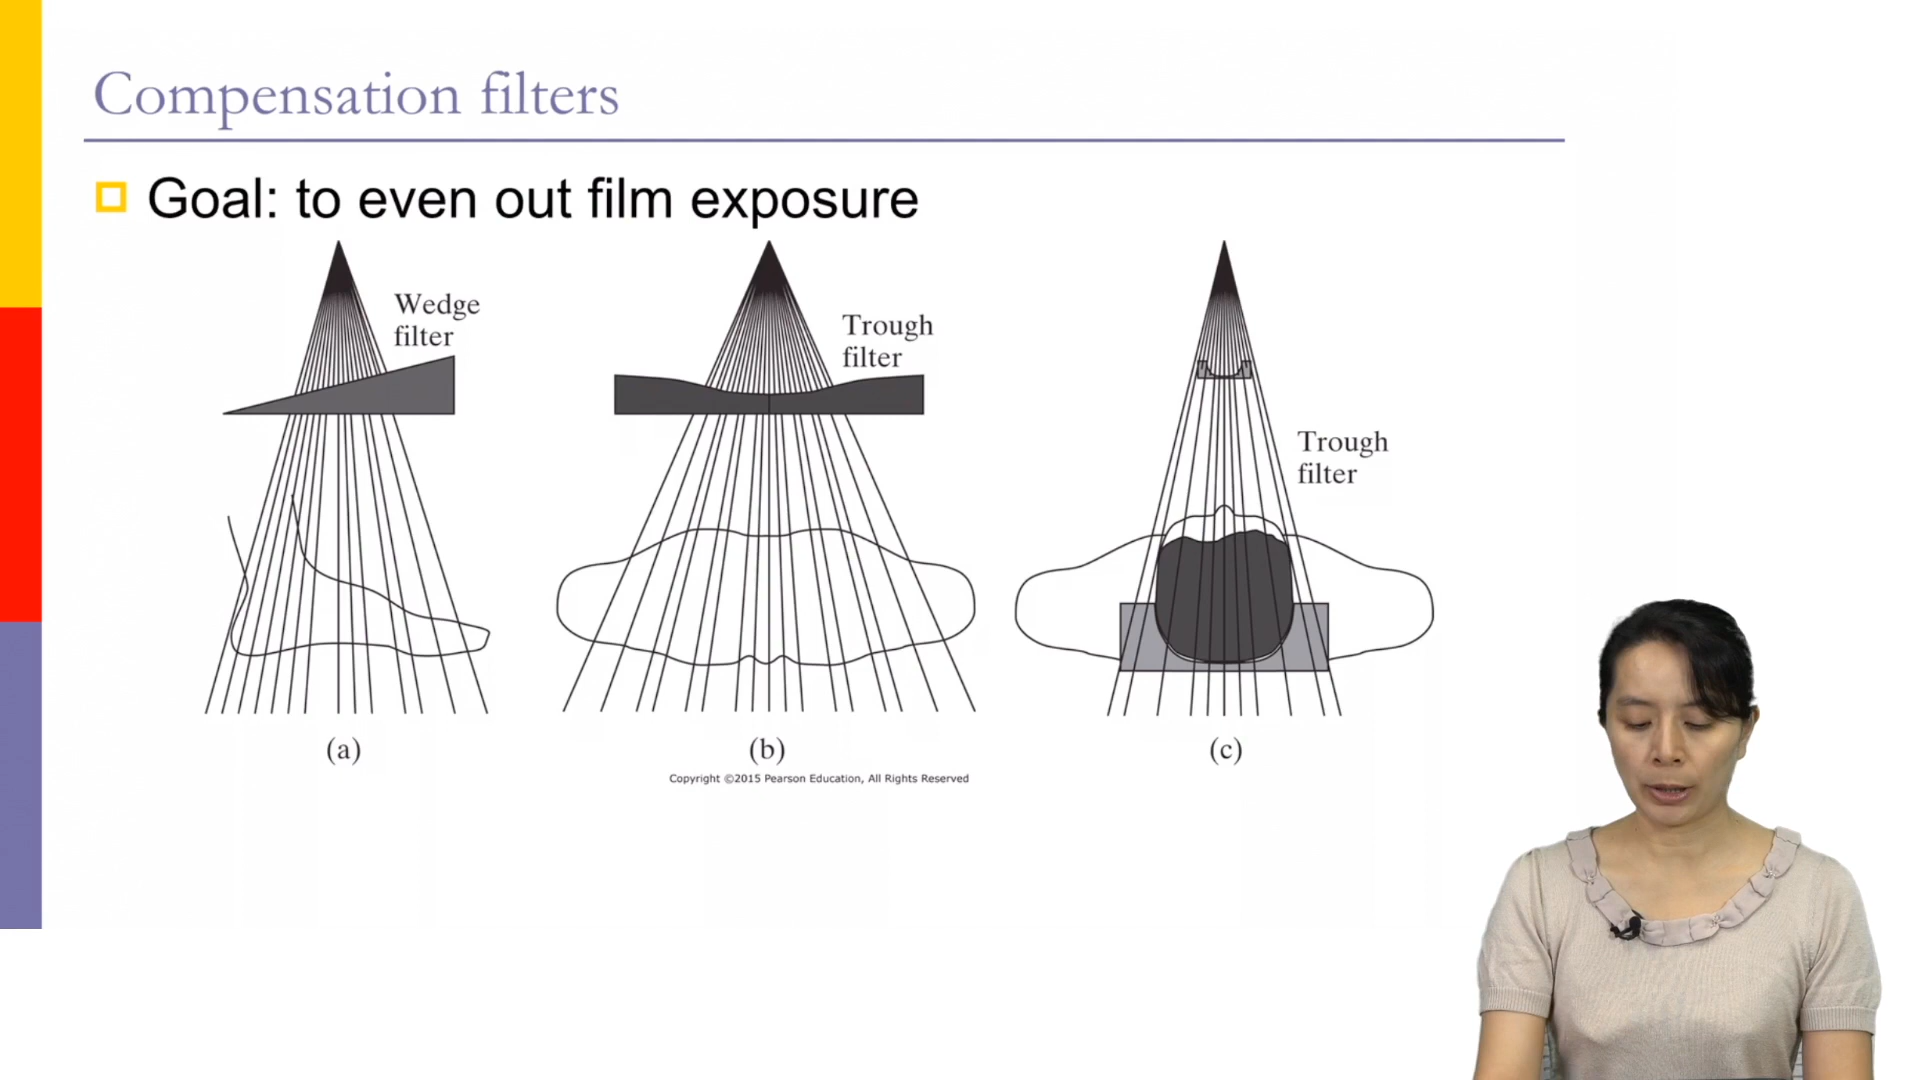 Compensation filters
Goal: to even out film exposure
Wedge
filter
Trough
filter
Trough
filter
(a)
(b)
(c)
Copyright ©2015 Pearson Education, All Rights Reserved